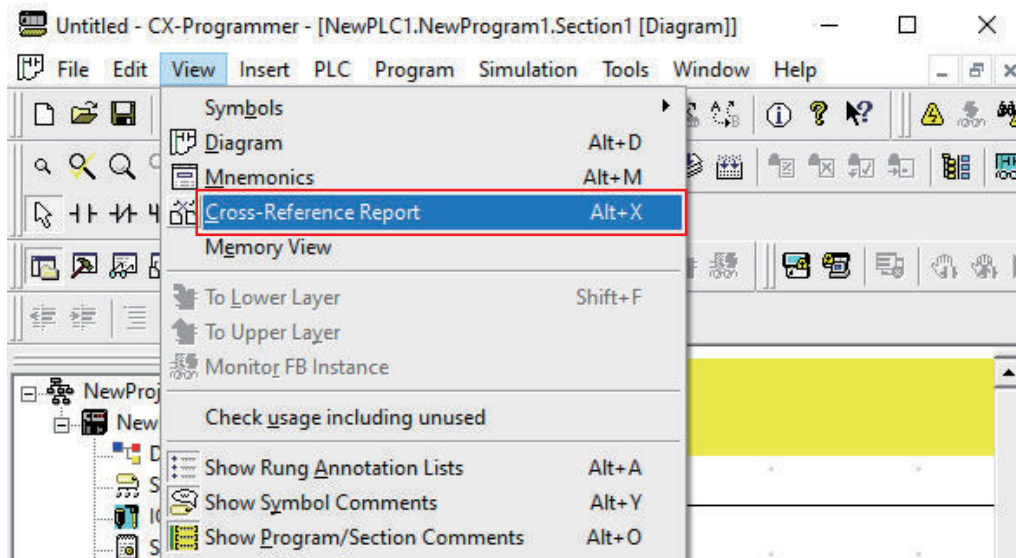 Untitled - CX-Programmer - [NewPLC1.NewProgram1.Section1 [Diagram]]
File Edit View Insert PLC Program Simulation Tools Window Help
Symbols
Diagram Alt+D
Mnemonics Alt+M
Cross-Reference Report Alt+X
Memory View
To Lower Layer Shift+F
To Upper Layer
Monitor FB Instance
Check usage including unused
Show Rung Annotation Lists Alt+A
Show Symbol Comments Alt+Y
Show Program/Section Comments Alt+O
NewProj
New
D
S
S